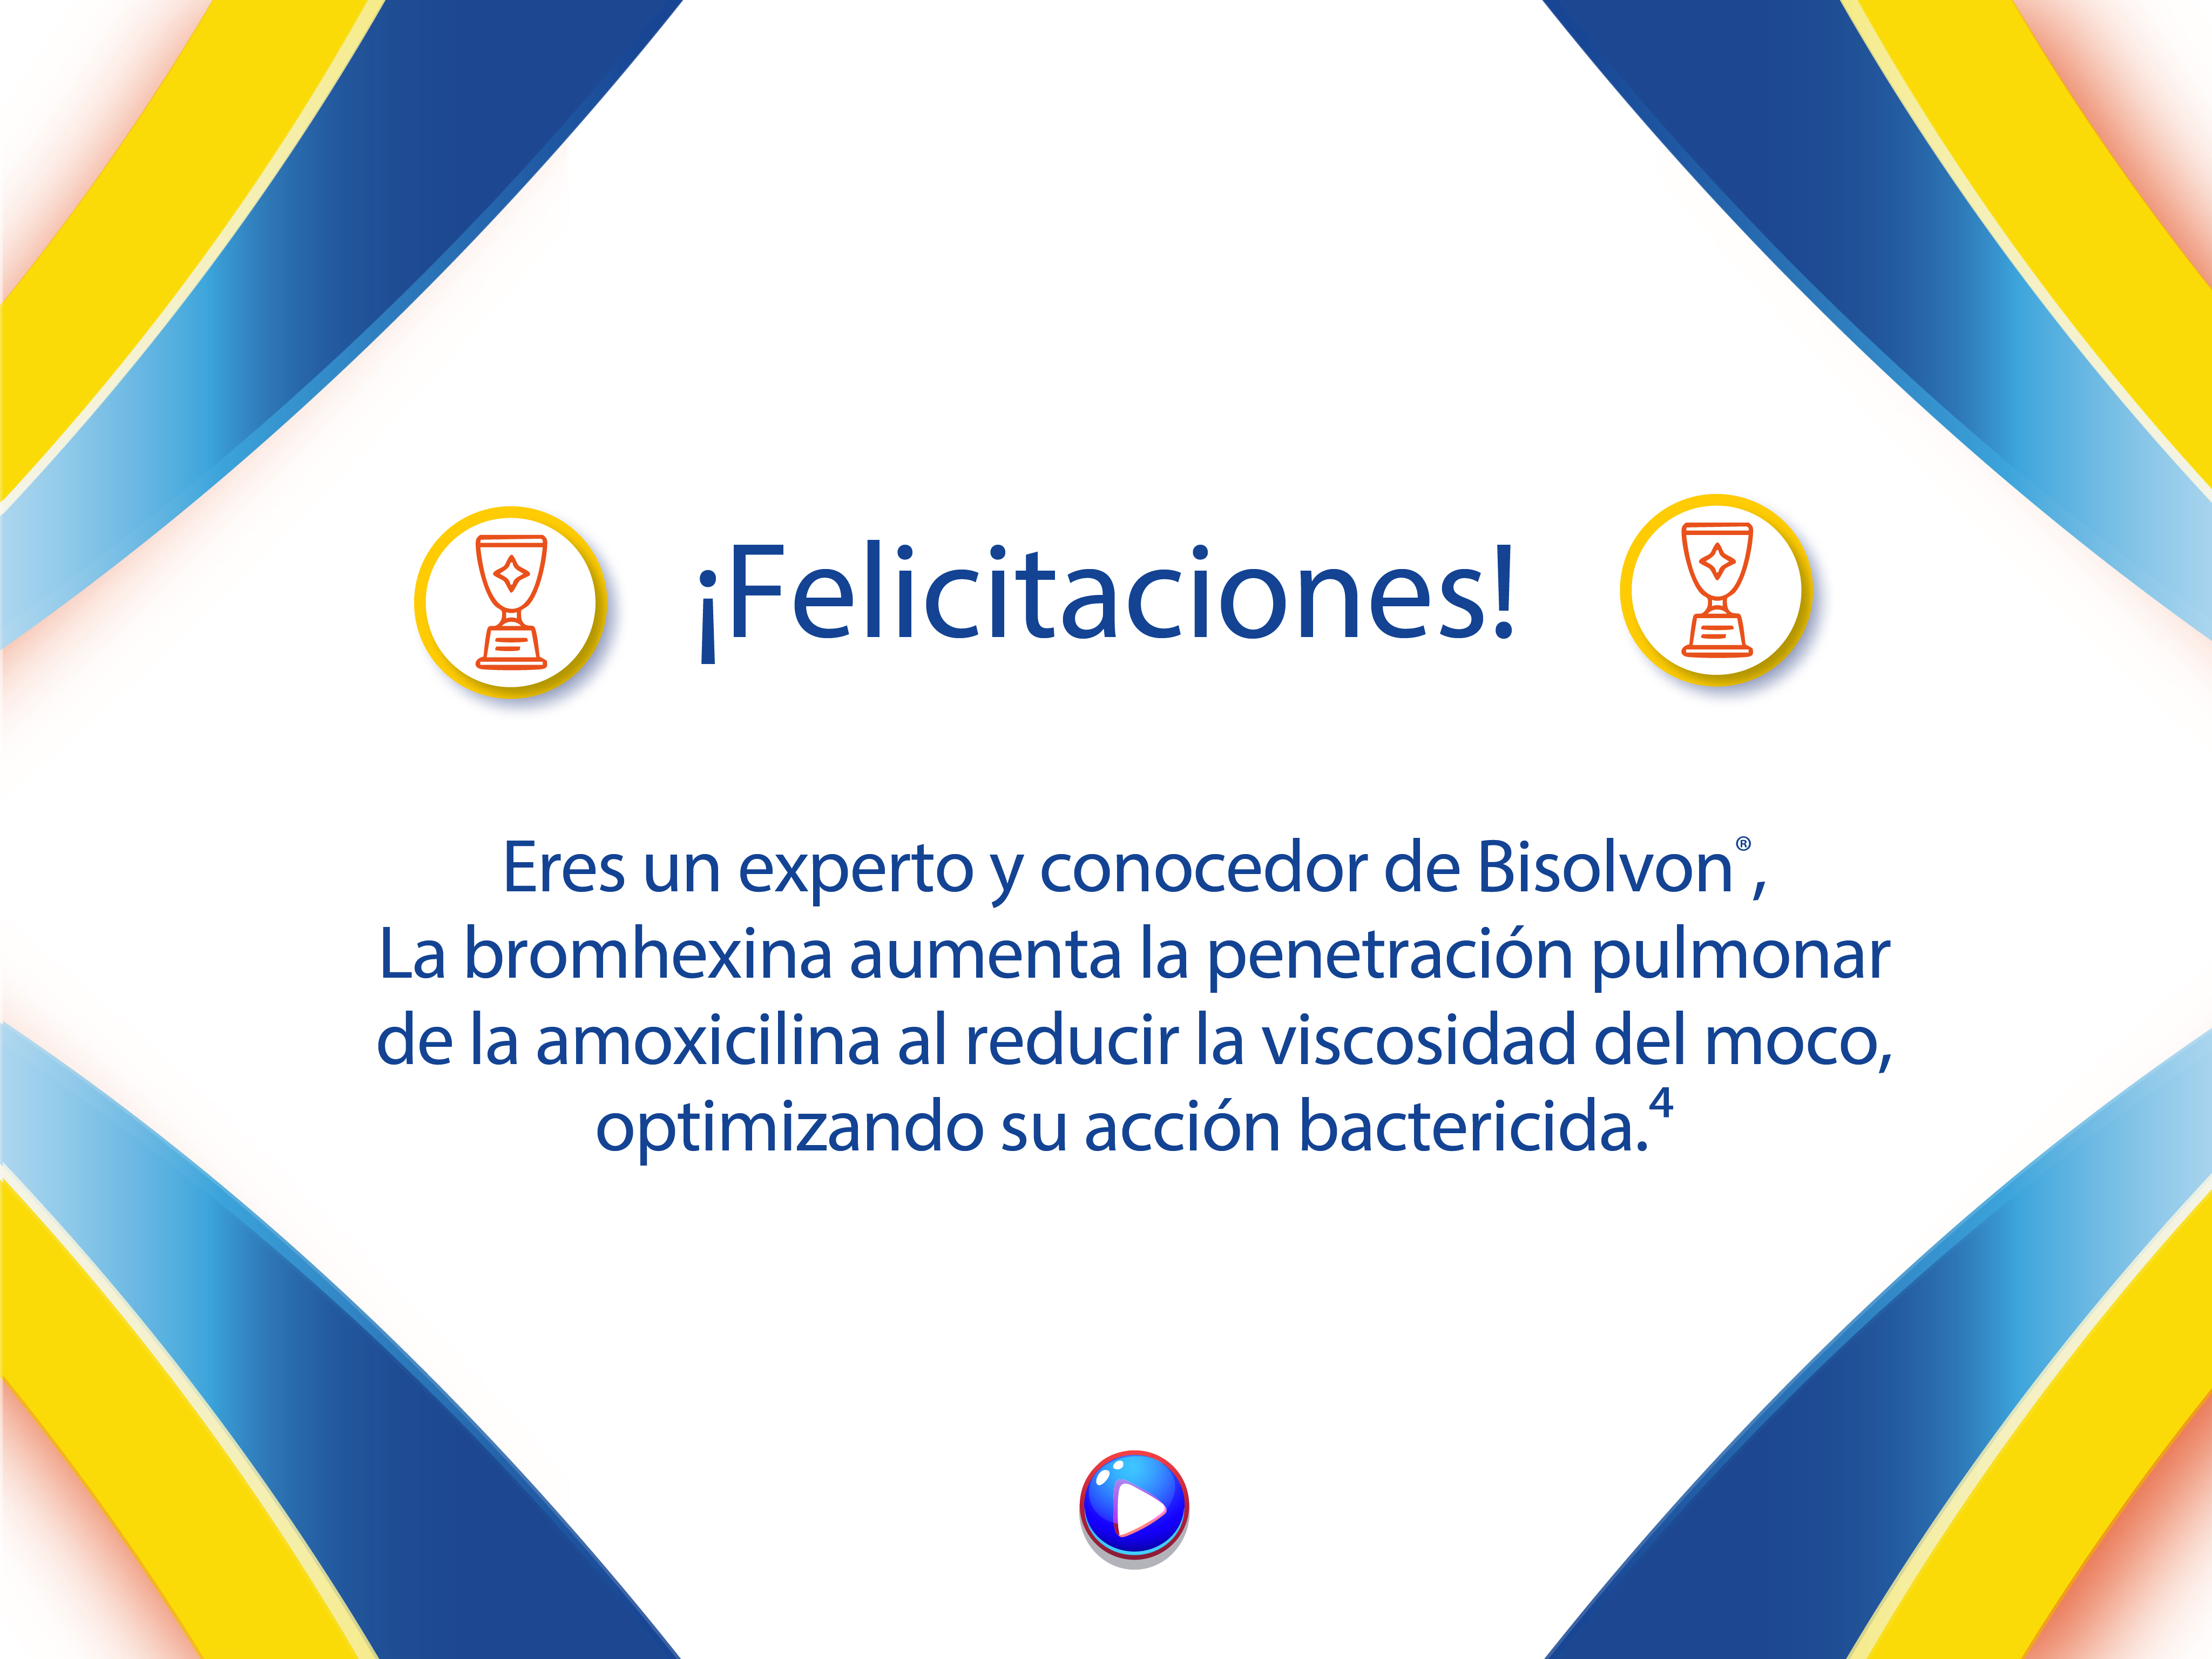 ¡Felicitaciones!
Eres un experto y conocedor de Bisolvon®,
La bromhexina aumenta la penetración pulmonar
de la amoxicilina al reducir la viscosidad del moco,
optimizando su acción bactericida.⁴